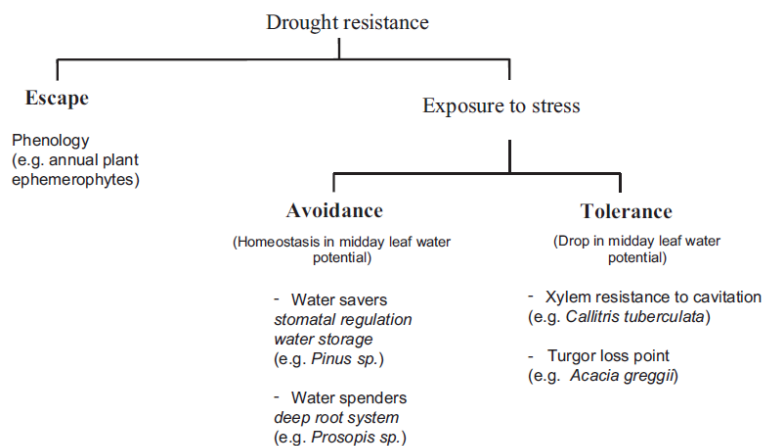 Drought resistance
Escape
Phenology
(e.g. annual plant
ephemerophytes)
Exposure to stress
Avoidance
(Homeostasis in midday leaf water
potential)
- Water savers
stomatal regulation
water storage
(e.g. Pinus sp.)
- Water spenders
deep root system
(e.g. Prosopis sp.)
Tolerance
(Drop in midday leaf water
potential)
- Xylem resistance to cavitation
(e.g. Callitris tuberculata)
- Turgor loss point
(e.g. Acacia greggii)